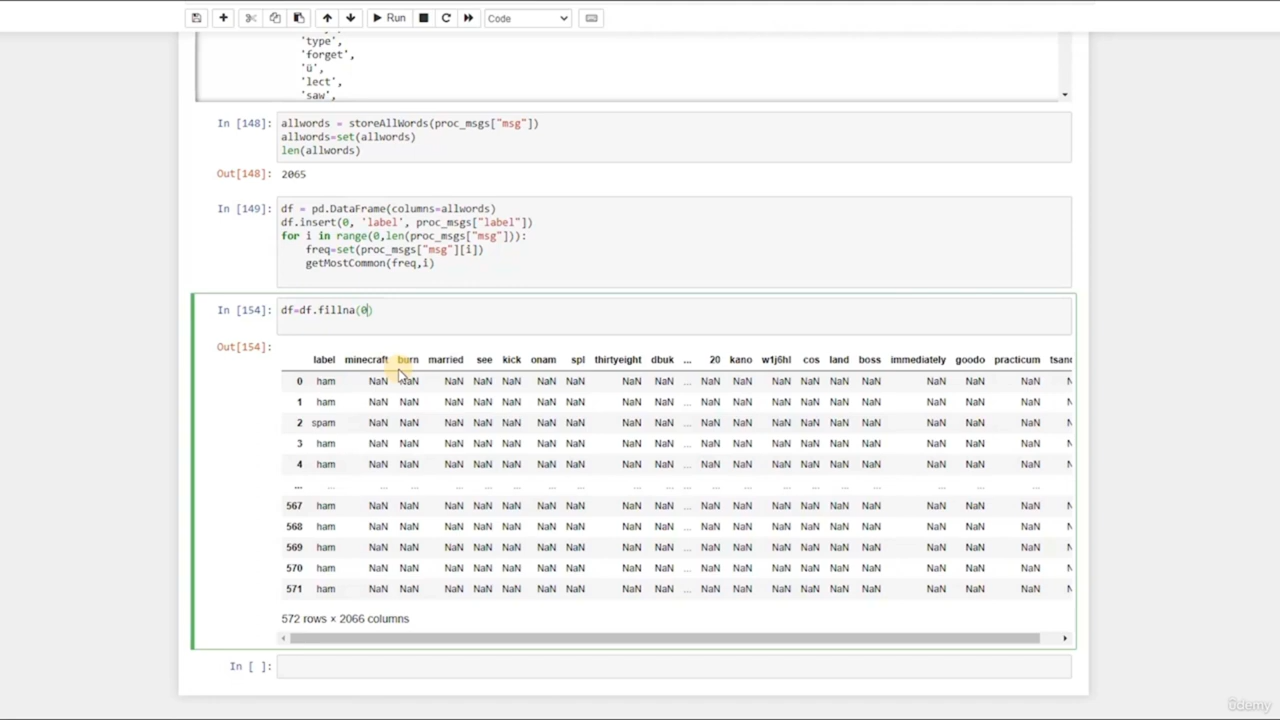 Run
Code
'type',
'forget',
'ü',
'lect',
'saw',
In [148]: allwords = storeAllWords(proc_msgs["msg"])
allwords=set(allwords)
len(allwords)
Out[148]: 2065
In [149]: df = pd.DataFrame(columns=allwords)
df.insert(0, 'label', proc_msgs["label"])
for i in range(0,len(proc_msgs["msg"])):
freq=set(proc_msgs["msg"][i])
getMostCommon(freq,i)
In [154]: df=df.fillna(0)
Out[154]:
label minecraft burn married see kick onam spl thirtyeight dbuk ... 20 kano w1j6hl cos land boss immediately goodo practicum
0 ham NaN NaN NaN NaN NaN NaN NaN NaN NaN ... NaN NaN NaN NaN NaN NaN NaN NaN NaN N
1 ham NaN NaN NaN NaN NaN NaN NaN NaN NaN ... NaN NaN NaN NaN NaN NaN NaN NaN NaN N
2 spam NaN NaN NaN NaN NaN NaN NaN NaN NaN ... NaN NaN NaN NaN NaN NaN NaN NaN NaN N
3 ham NaN NaN NaN NaN NaN NaN NaN NaN NaN ... NaN NaN NaN NaN NaN NaN NaN NaN NaN N
4 ham NaN NaN NaN NaN NaN NaN NaN NaN NaN ... NaN NaN NaN NaN NaN NaN NaN NaN NaN N
... ... ... ... ... ... ... ... ... ... ... ... ... ... ... ... ... ... ... ... ...
567 ham NaN NaN NaN NaN NaN NaN NaN NaN NaN ... NaN NaN NaN NaN NaN NaN NaN NaN NaN N
568 ham NaN NaN NaN NaN NaN NaN NaN NaN NaN ... NaN NaN NaN NaN NaN NaN NaN NaN NaN N
569 ham NaN NaN NaN NaN NaN NaN NaN NaN NaN ... NaN NaN NaN NaN NaN NaN NaN NaN NaN N
570 ham NaN NaN NaN NaN NaN NaN NaN NaN NaN ... NaN NaN NaN NaN NaN NaN NaN NaN NaN N
571 ham NaN NaN NaN NaN NaN NaN NaN NaN NaN ... NaN NaN NaN NaN NaN NaN NaN NaN NaN N
572 rows × 2066 columns
In [ ]:
ûdemy